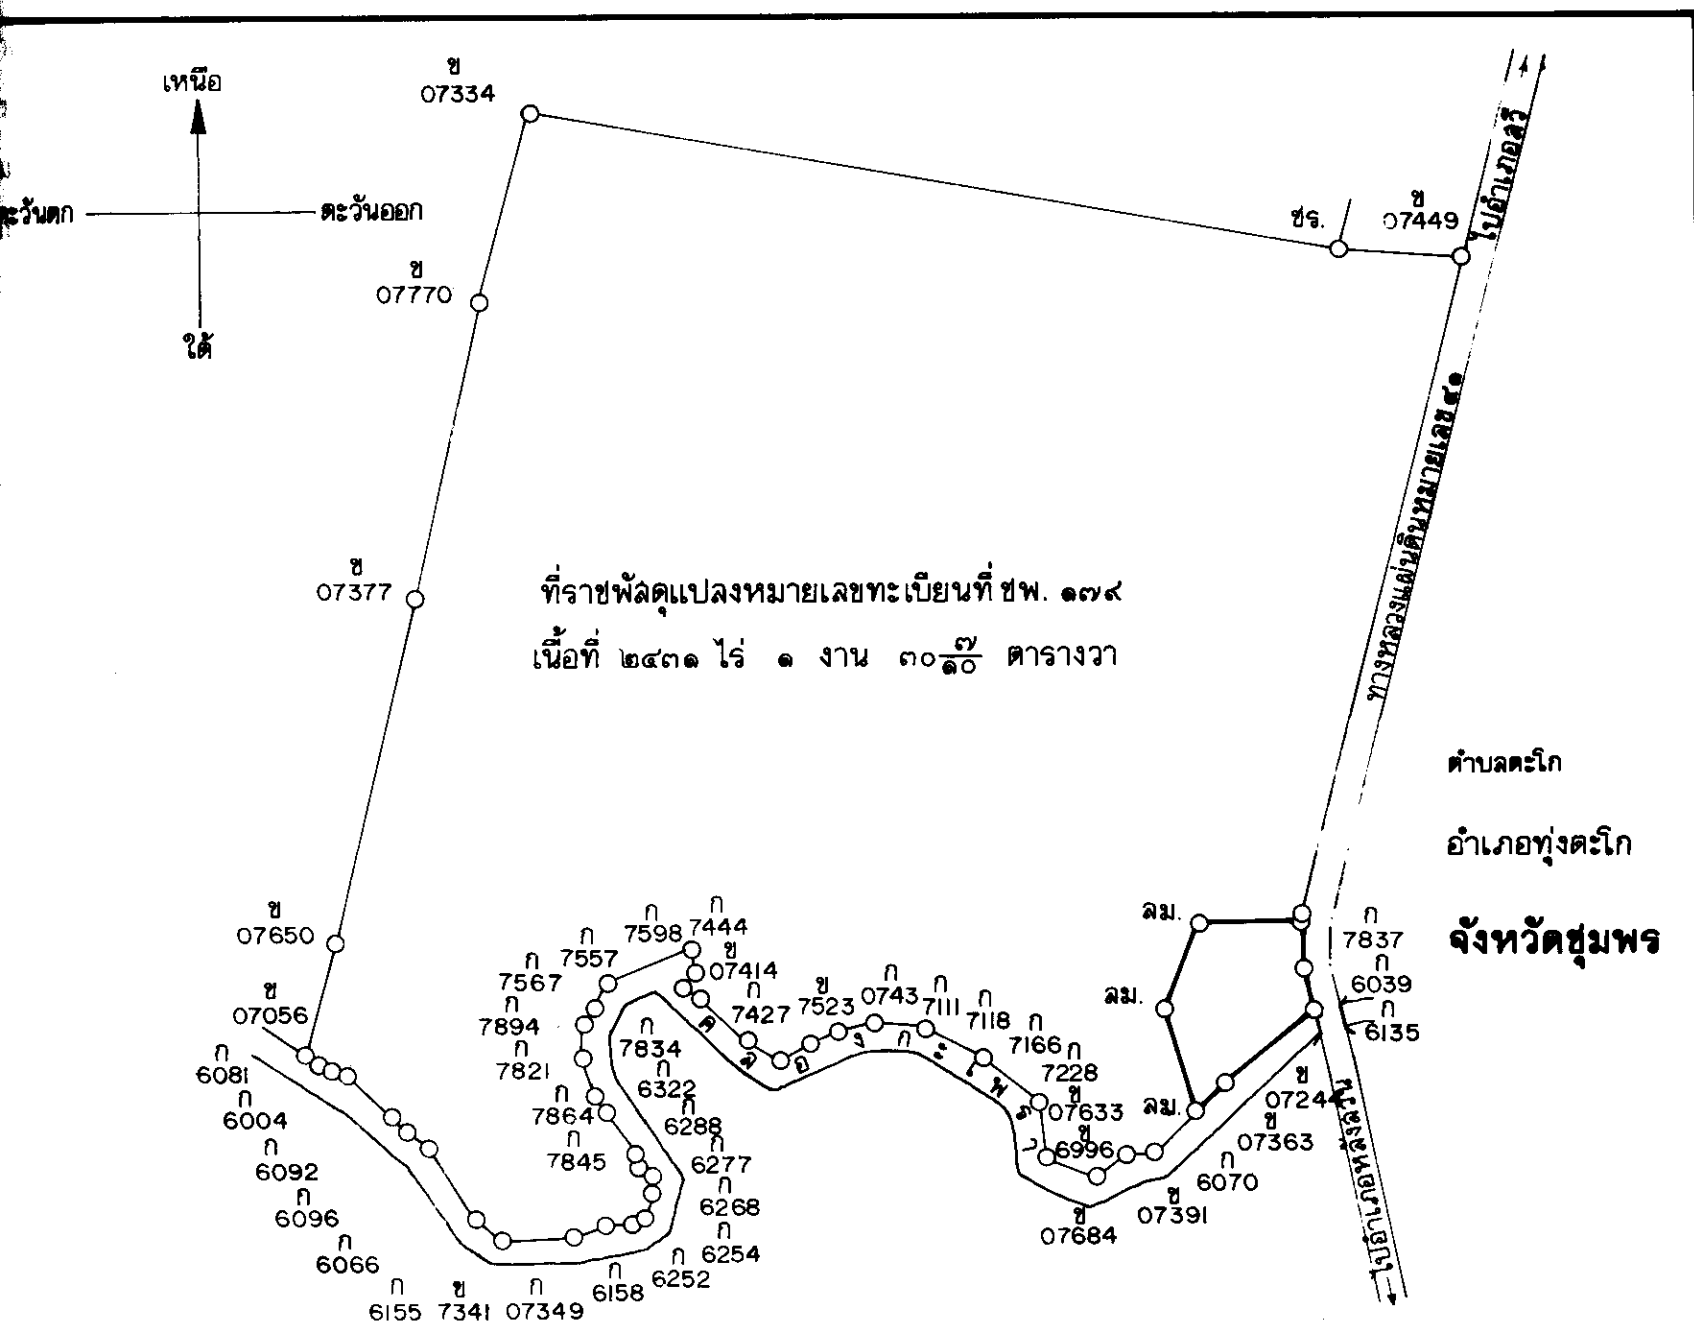 เหนือ
ตะวันตก
ตะวันออก
ใต้
ข
07334
ชร.
ข
07449
ไปอำเภอสวี
ข
07770
ทางหลวงแผ่นดินหมายเลข ๔๑
ข
07377
ที่ราชพัสดุแปลงหมายเลขทะเบียนที่ ชพ. ๑๗๙
เนื้อที่ ๒๔๓๑ ไร่ ๑ งาน ๓๐ ๗/๑๐ ตารางวา
ตำบลตะโก
อำเภอทุ่งตะโก
จังหวัดชุมพร
ข
07650
ข
07056
ก
6081
ก
6004
ก
6092
ก
6096
ก
6066
ก
6155
ข
7341
ก
07349
ก
6158
ก
6252
ก
6254
ก
6268
ก
6277
ก
6288
ก
6322
ก
7834
ก
7845
ก
7864
ก
7821
ก
7894
ก
7567
ก
7557
ก
7598
ก
7444
ข
07414
ก
7427
ข
7523
ก
0743
ก
7111
ก
7118
ก
7166
ก
7228
ข
07633
ข
6996
คลองกะเพรา
ข
07684
ข
07391
ก
6070
ข
07363
ข
07244
ลม.
ลม.
ลม.
ก
7837
ก
6039
ก
6135
ไปอำเภอหลังสวน